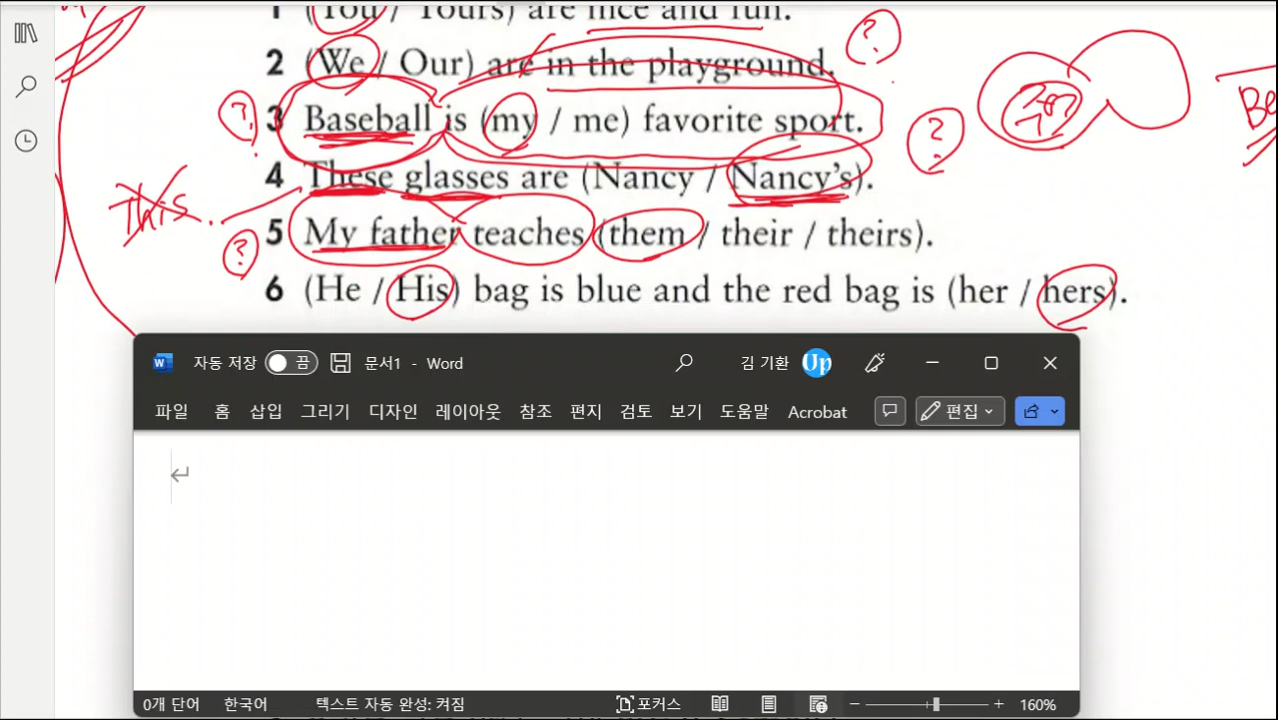 1 (You / Yours) are nice and fun.
?
2 (We / Our) are in the playground.
? 3 Baseball is (my / me) favorite sport.
?
Be
4 These glasses are (Nancy / Nancy's).
This
5 My father teaches (them / their / theirs).
?
6 (He / His) bag is blue and the red bag is (her / hers).
W 자동 저장 끔 문서1 - Word 김 기환 Up
파일 홈 삽입 그리기 디자인 레이아웃 참조 편지 검토 보기 도움말 Acrobat 편집
0개 단어 한국어 텍스트 자동 완성: 켜짐 포커스 160%